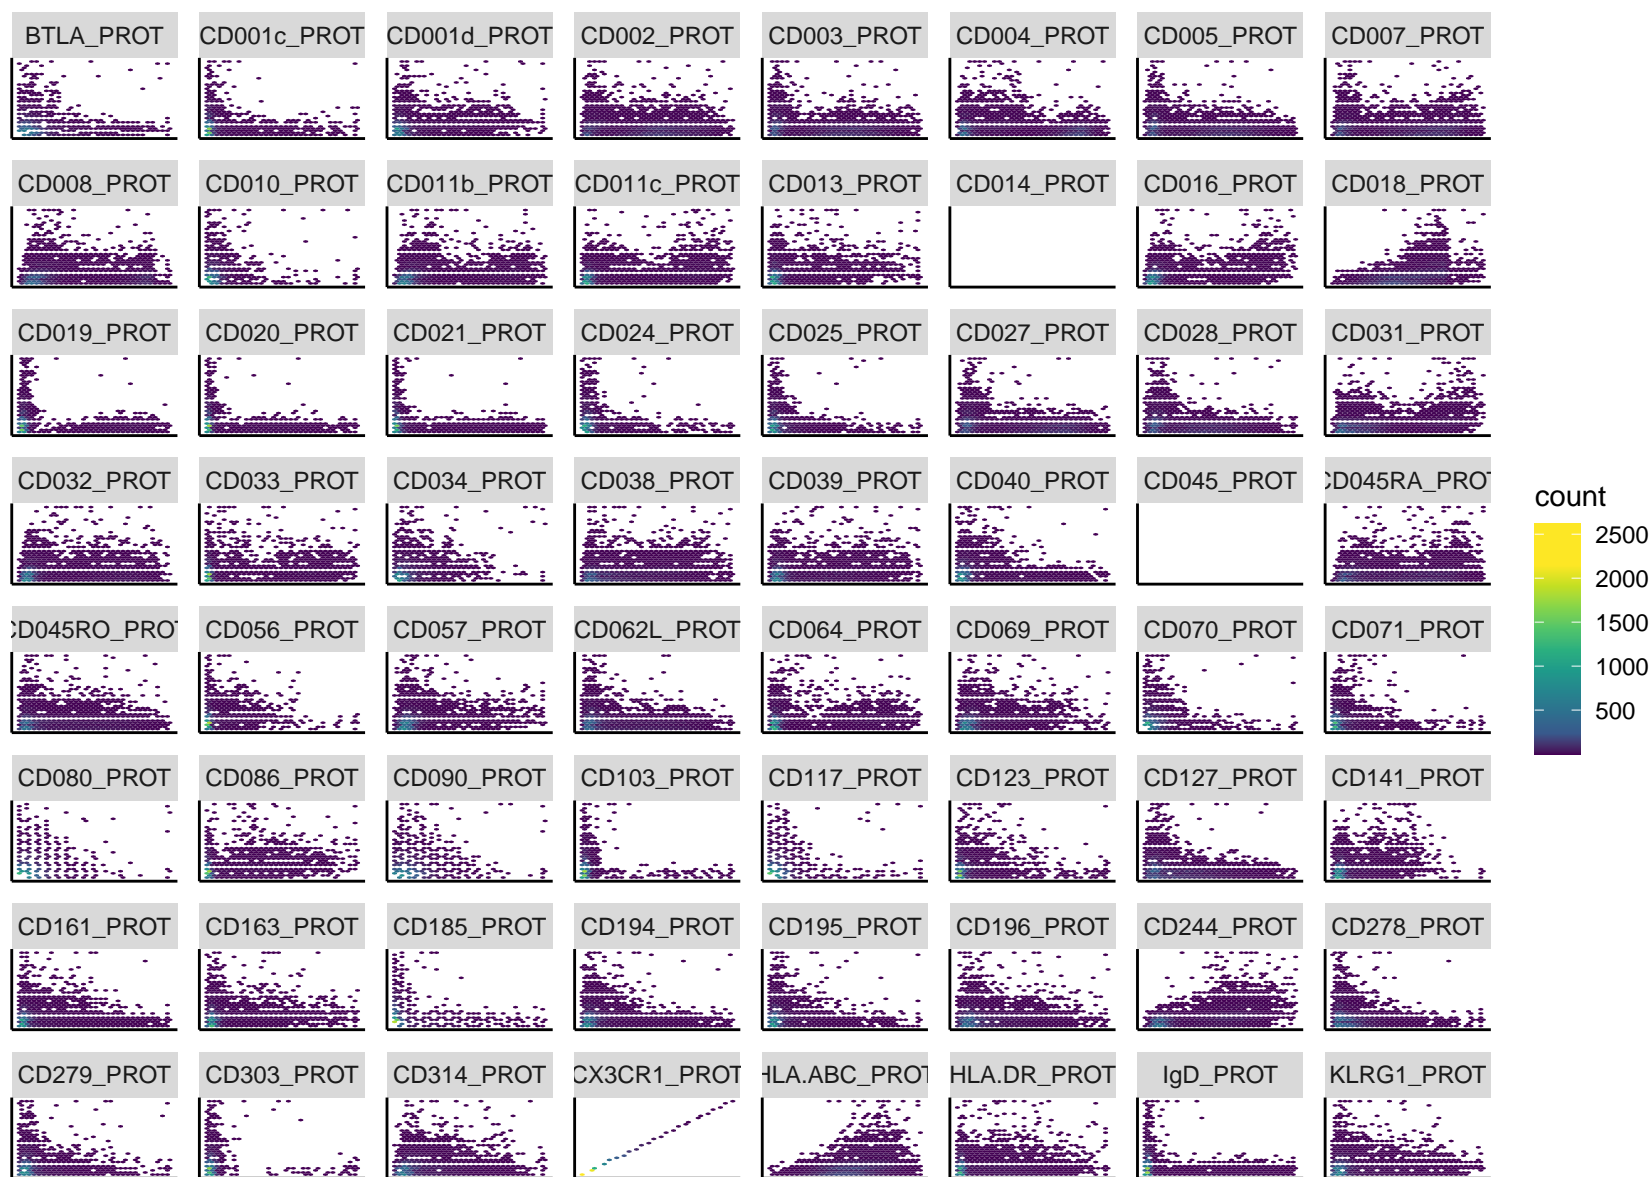 BTLA_PROT CD001c_PROT CD001d_PROT CD002_PROT CD003_PROT CD004_PROT CD005_PROT CD007_PROT
CD008_PROT CD010_PROT CD011b_PROT CD011c_PROT CD013_PROT CD014_PROT CD016_PROT CD018_PROT
CD019_PROT CD020_PROT CD021_PROT CD024_PROT CD025_PROT CD027_PROT CD028_PROT CD031_PROT
CD032_PROT CD033_PROT CD034_PROT CD038_PROT CD039_PROT CD040_PROT CD045_PROT CD045RA_PROT
CD045RO_PROT CD056_PROT CD057_PROT CD062L_PROT CD064_PROT CD069_PROT CD070_PROT CD071_PROT
CD080_PROT CD086_PROT CD090_PROT CD103_PROT CD117_PROT CD123_PROT CD127_PROT CD141_PROT
CD161_PROT CD163_PROT CD185_PROT CD194_PROT CD195_PROT CD196_PROT CD244_PROT CD278_PROT
CD279_PROT CD303_PROT CD314_PROT CX3CR1_PROT HLA.ABC_PROT HLA.DR_PROT IgD_PROT KLRG1_PROT
count
2500
2000
1500
1000
500